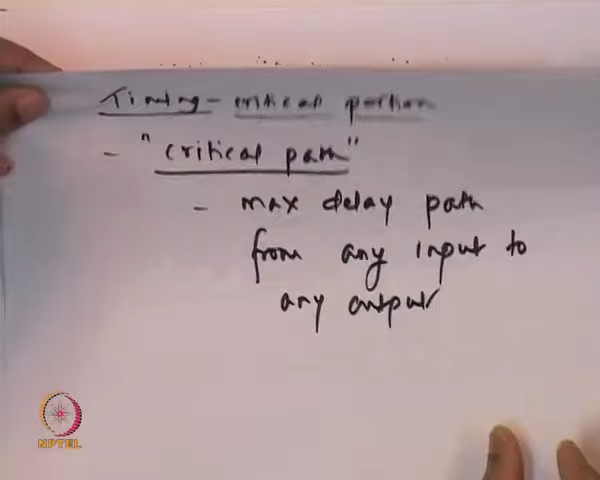 Timing - critical portion
- "critical path"
- max delay path
from any input to
any output
NPTEL